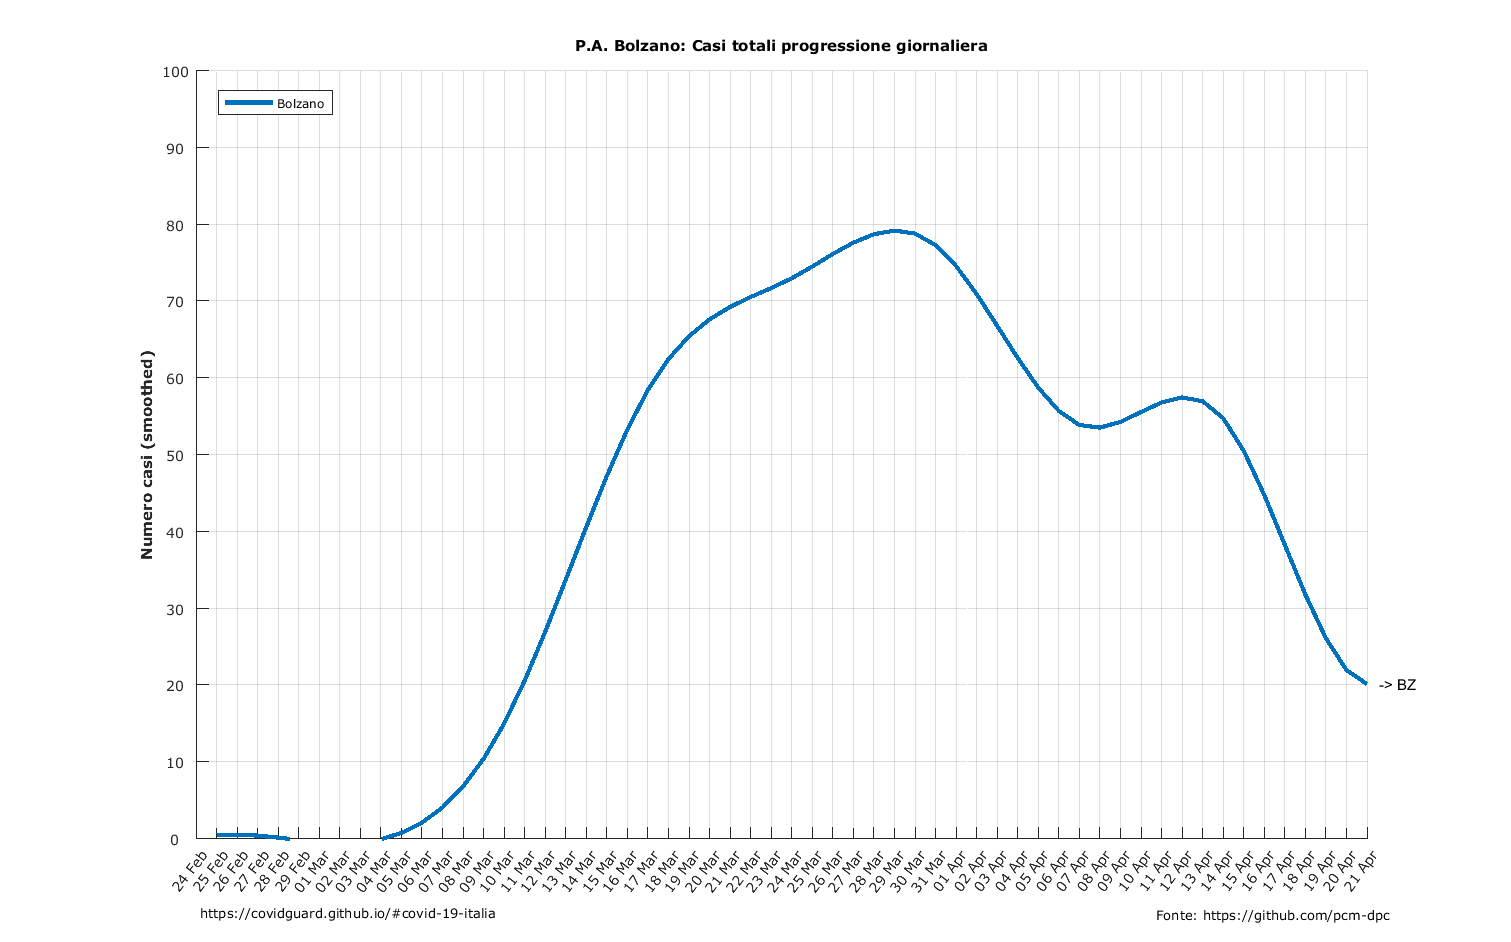 P.A. Bolzano: Casi totali progressione giornaliera
Bolzano
Numero casi (smoothed)
100
90
80
70
60
50
40
30
20
10
0
-> BZ
24 Feb
25 Feb
26 Feb
27 Feb
28 Feb
29 Feb
01 Mar
02 Mar
03 Mar
04 Mar
05 Mar
06 Mar
07 Mar
08 Mar
09 Mar
10 Mar
11 Mar
12 Mar
13 Mar
14 Mar
15 Mar
16 Mar
17 Mar
18 Mar
19 Mar
20 Mar
21 Mar
22 Mar
23 Mar
24 Mar
25 Mar
26 Mar
27 Mar
28 Mar
29 Mar
30 Mar
31 Mar
01 Apr
02 Apr
03 Apr
04 Apr
05 Apr
06 Apr
07 Apr
08 Apr
09 Apr
10 Apr
11 Apr
12 Apr
13 Apr
14 Apr
15 Apr
16 Apr
17 Apr
18 Apr
19 Apr
20 Apr
21 Apr
https://covidguard.github.io/#covid-19-italia
Fonte: https://github.com/pcm-dpc